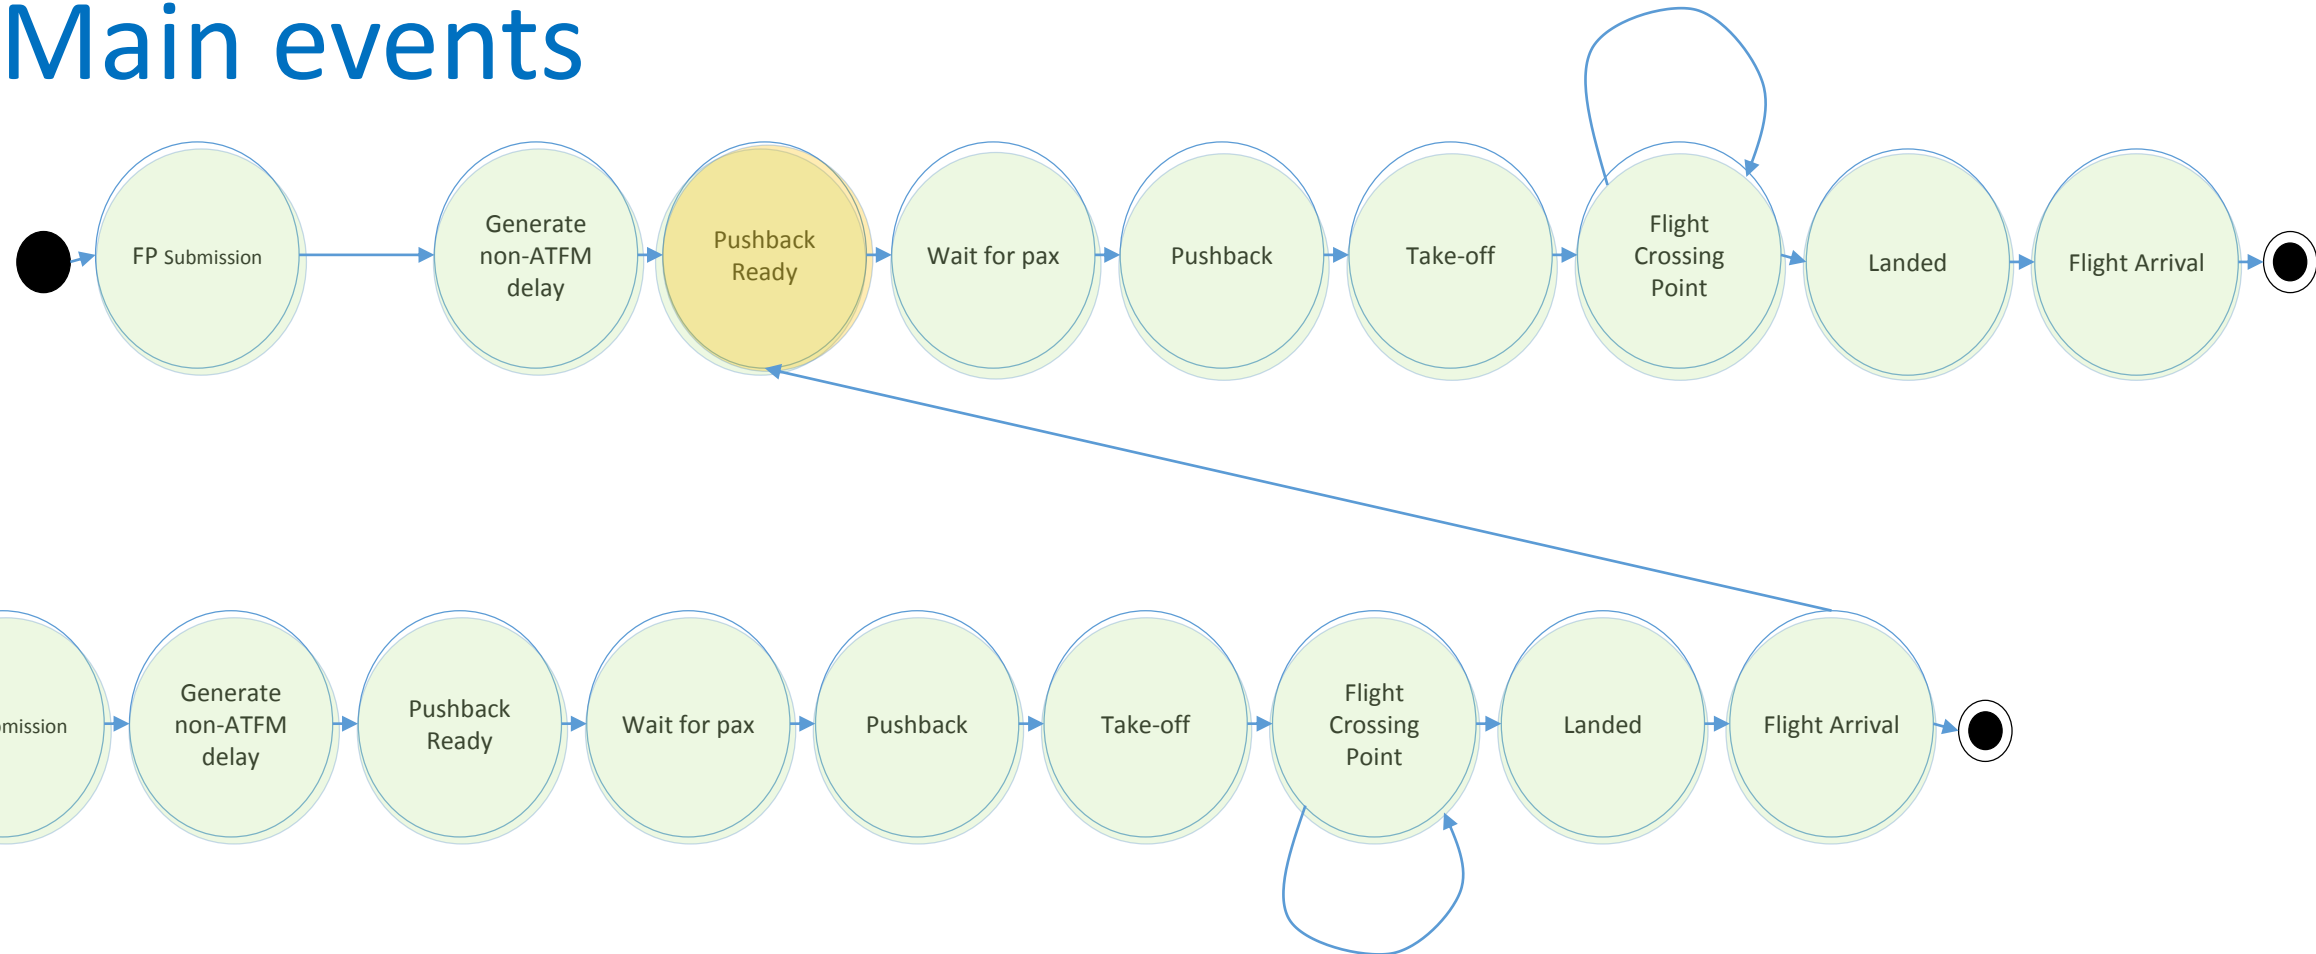 Main events
FP Submission
Generate
non-ATFM
delay
Pushback
Ready
Wait for pax
Pushback
Take-off
Flight
Crossing
Point
Landed
Flight Arrival
mission
Generate
non-ATFM
delay
Pushback
Ready
Wait for pax
Pushback
Take-off
Flight
Crossing
Point
Landed
Flight Arrival